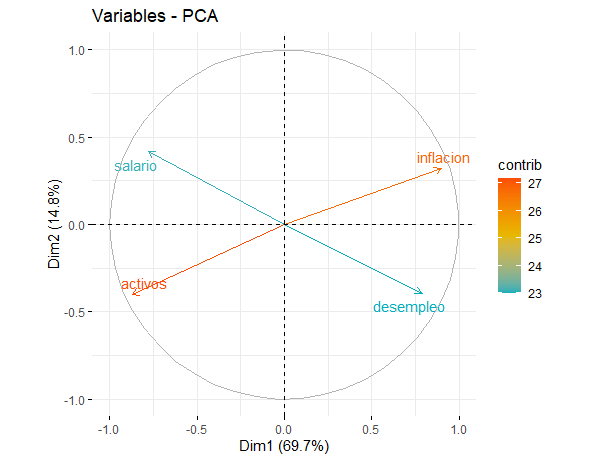 Variables - PCA
1.0
0.5
0.0
-0.5
-1.0
Dim2 (14.8%)
salario
inflacion
activos
desempleo
-1.0
-0.5
0.0
0.5
1.0
Dim1 (69.7%)
contrib
27
26
25
24
23